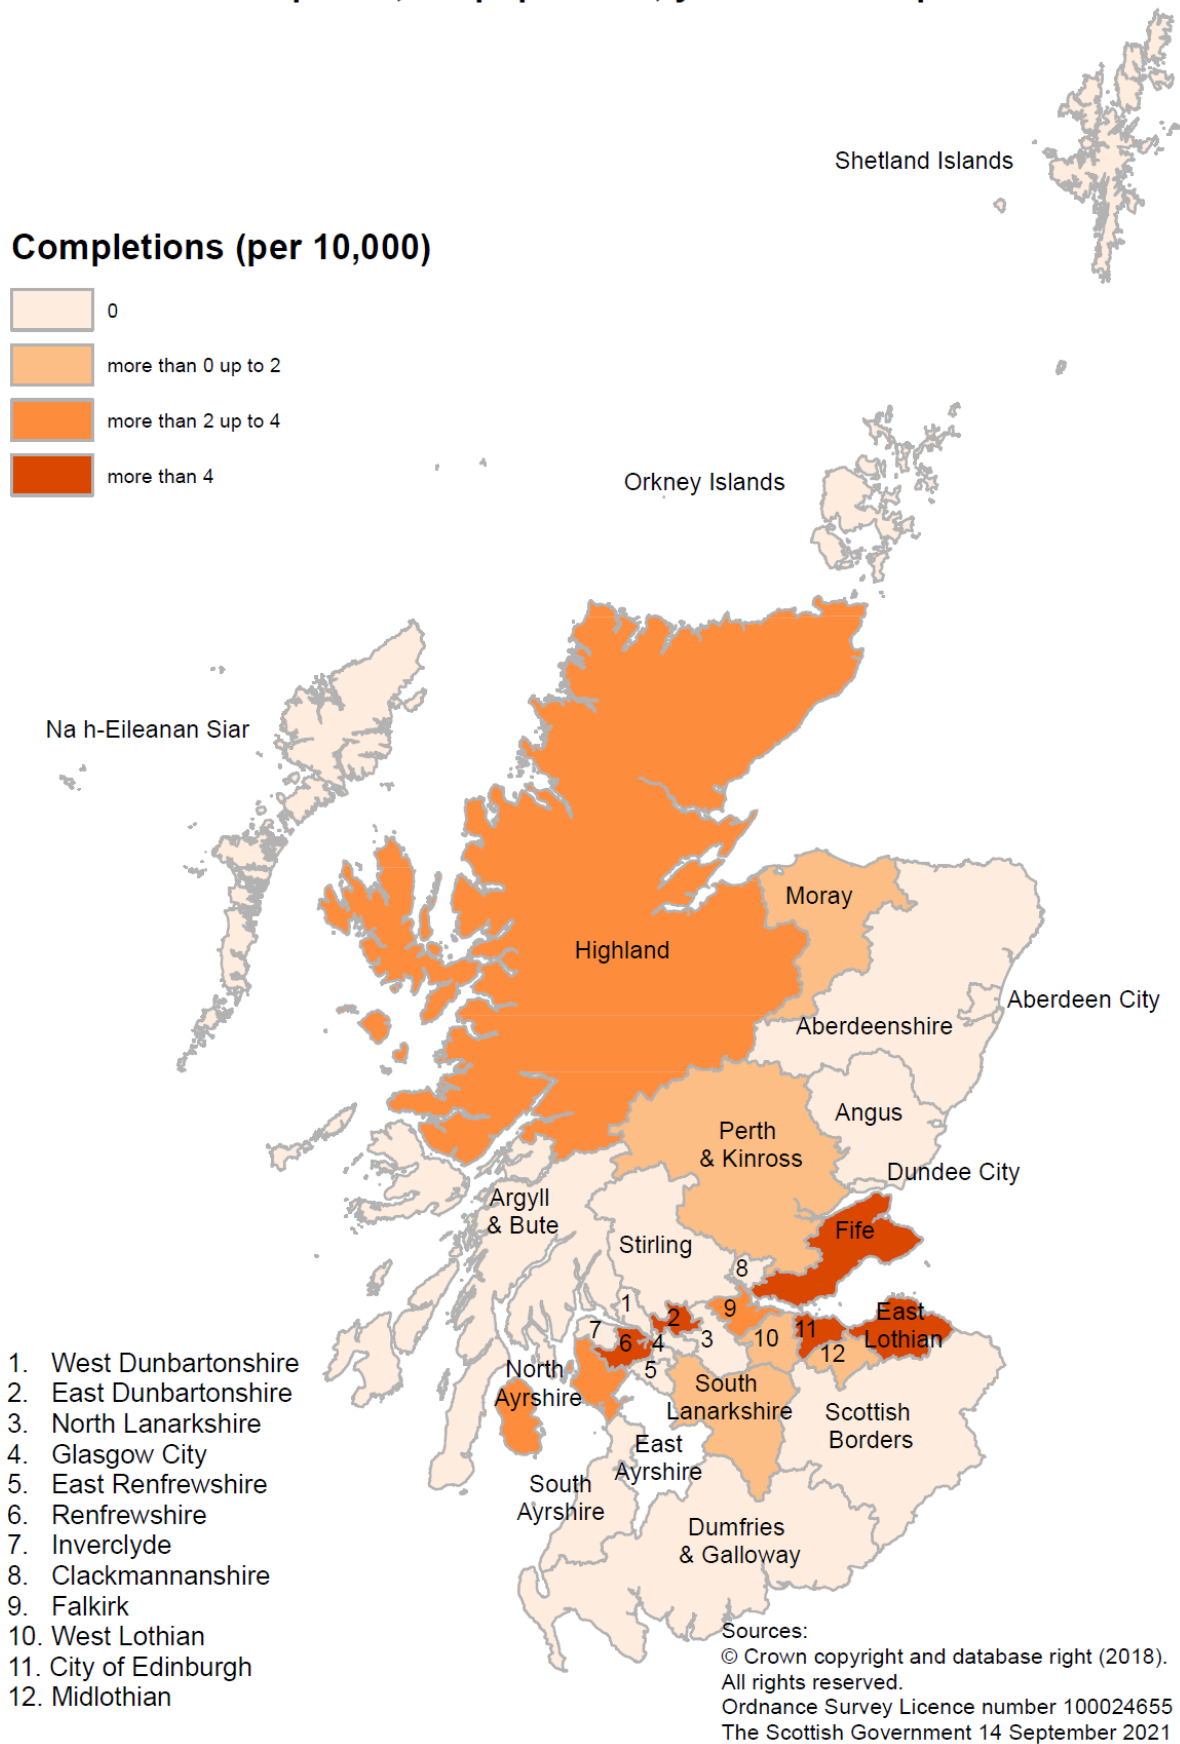 Shetland Islands
Completions (per 10,000)
0
more than 0 up to 2
more than 2 up to 4
more than 4
Orkney Islands
Na h-Eileanan Siar
Moray
Highland
Aberdeen City
Aberdeenshire
Angus
Perth
& Kinross
Dundee City
Argyll
& Bute
Fife
Stirling
8
1
2
9
East
Lothian
7
6
4
3
10
11
12
5
North
Ayrshire
South
Lanarkshire
Scottish
Borders
East
Ayrshire
South
Ayrshire
Dumfries
& Galloway
1. West Dunbartonshire
2. East Dunbartonshire
3. North Lanarkshire
4. Glasgow City
5. East Renfrewshire
6. Renfrewshire
7. Inverclyde
8. Clackmannanshire
9. Falkirk
10. West Lothian
11. City of Edinburgh
12. Midlothian
Sources:
© Crown copyright and database right (2018).
All rights reserved.
Ordnance Survey Licence number 100024655
The Scottish Government 14 September 2021